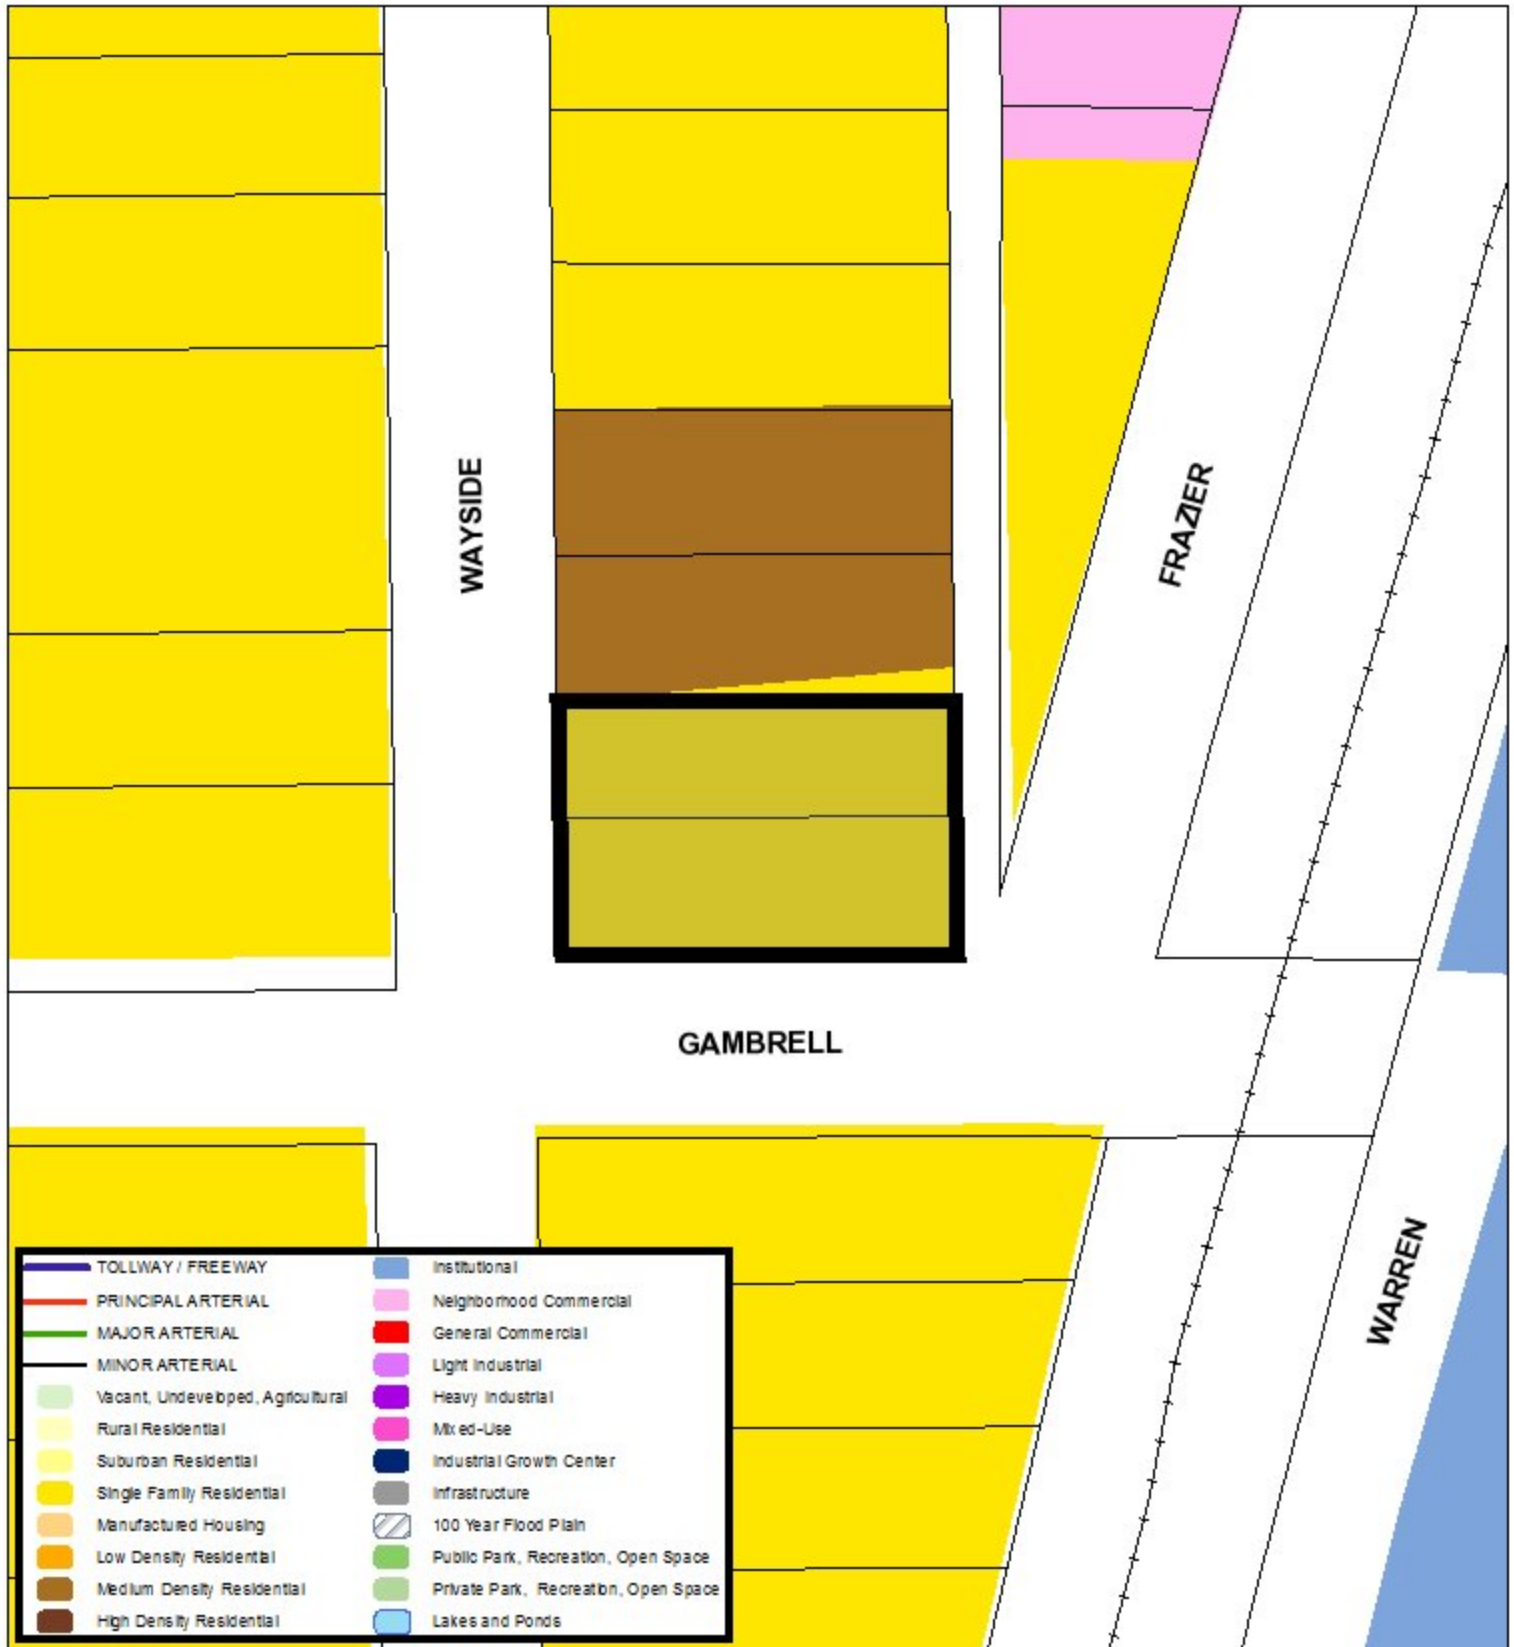 WAYSIDE
FRAZIER
GAMBRELL
WARREN
TOLLWAY / FREEWAY
PRINCIPAL ARTERIAL
MAJOR ARTERIAL
MINOR ARTERIAL
Vacant, Undeveloped, Agricultural
Rural Residential
Suburban Residential
Single Family Residential
Manufactured Housing
Low Density Residential
Medium Density Residential
High Density Residential
Institutional
Neighborhood Commercial
General Commercial
Light Industrial
Heavy Industrial
Mixed-Use
Industrial Growth Center
Infrastructure
100 Year Flood Plain
Public Park, Recreation, Open Space
Private Park, Recreation, Open Space
Lakes and Ponds